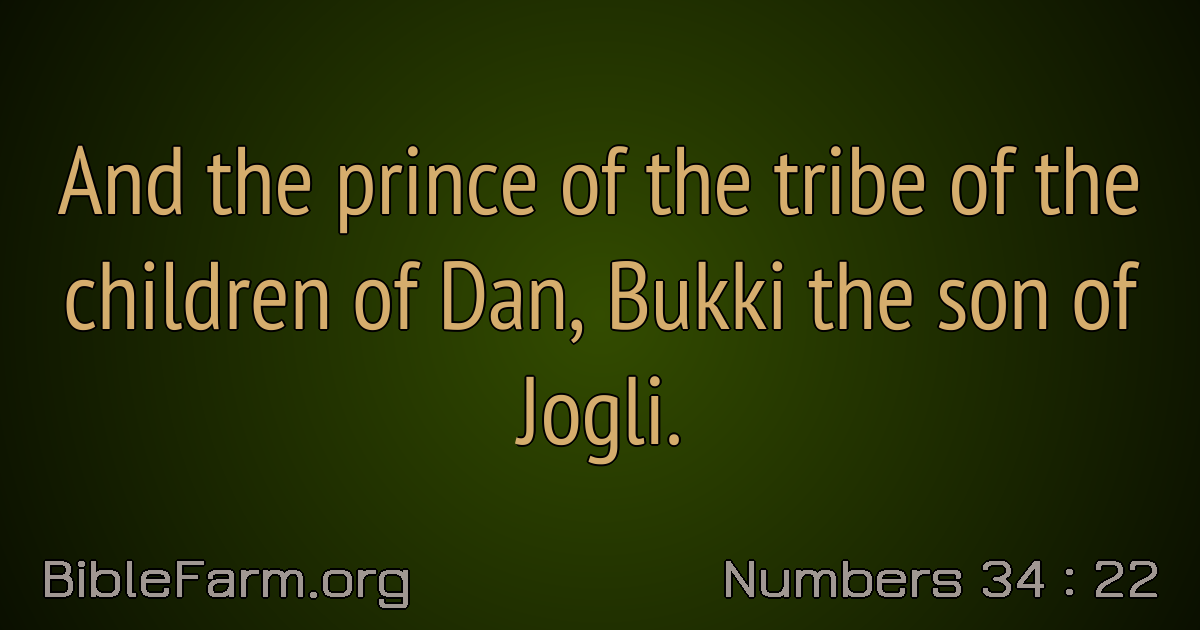 And the prince of the tribe of the
children of Dan, Bukki the son of
Jogli.
BibleFarm.org
Numbers 34 : 22